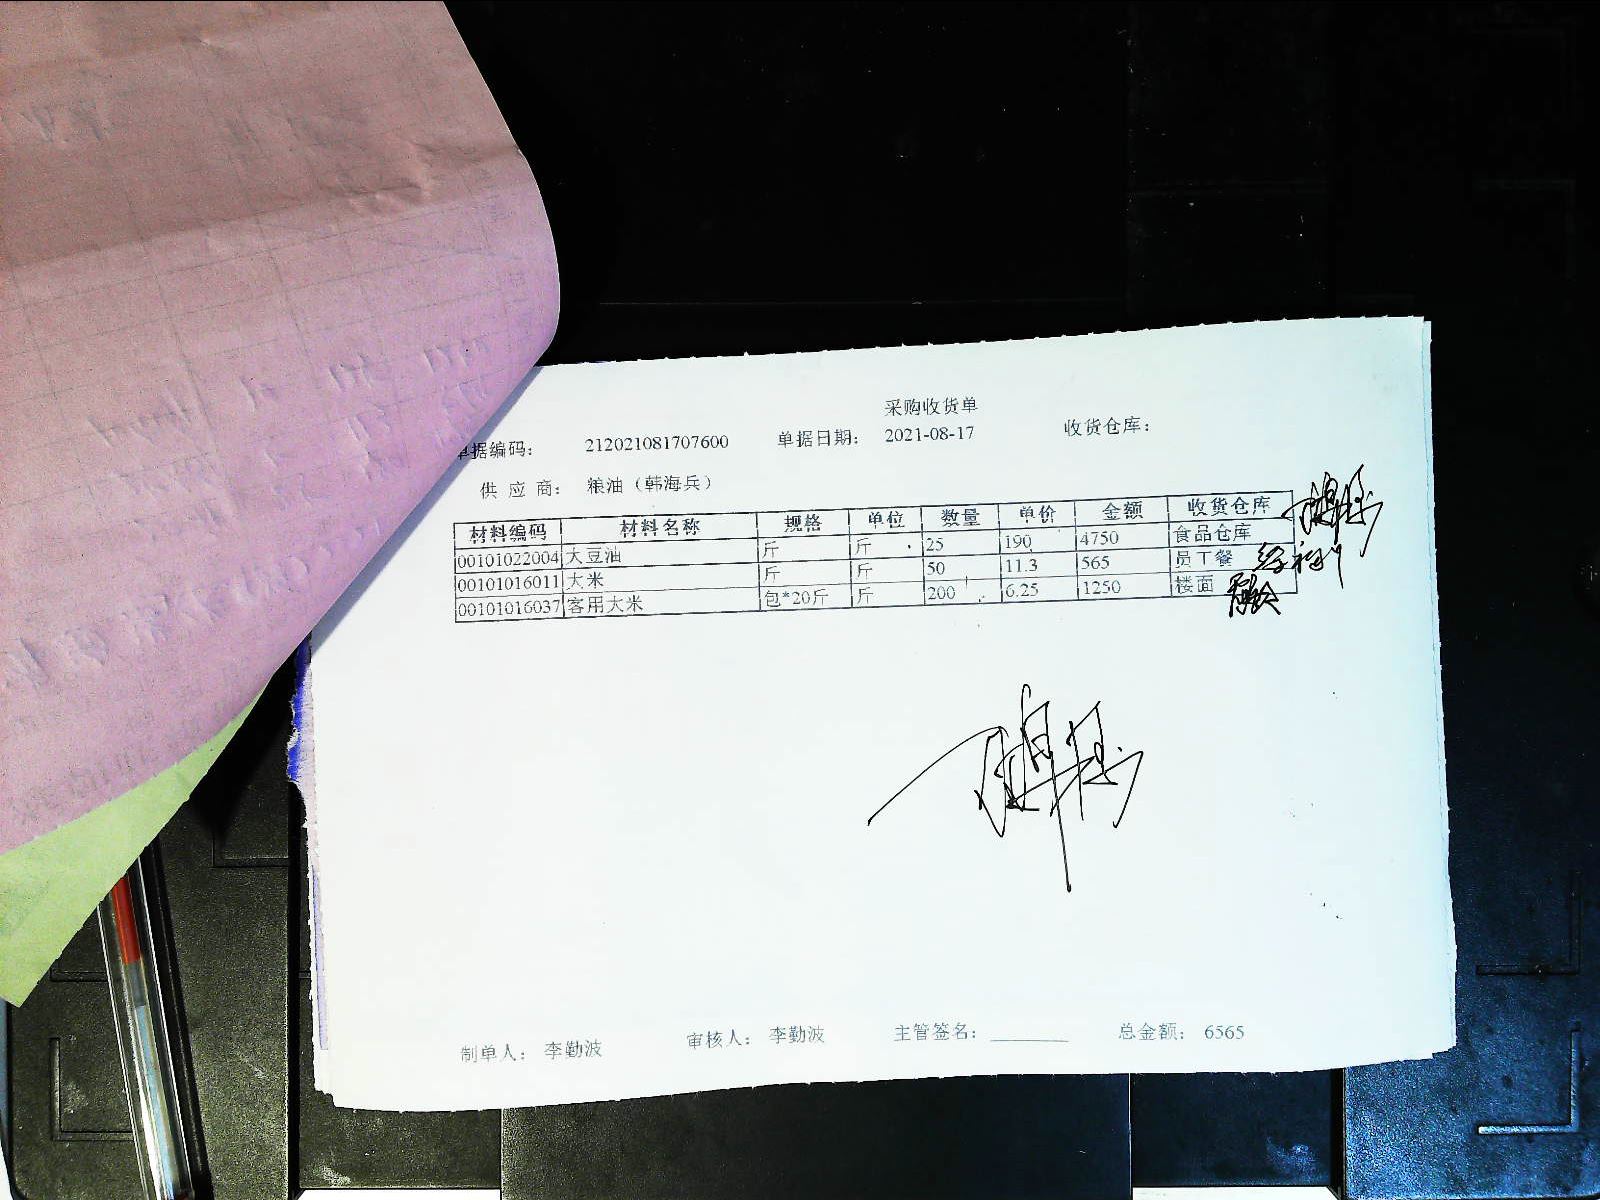 采购收货单
单据编码: 212021081707600 单据日期: 2021-08-17 收货仓库:
供 应 商: 粮油（韩海兵）
材料编码 材料名称 规格 单位 数量 单价 金额 收货仓库
00101022004 大豆油 斤 斤 25 190 4750 食品仓库
00101016011 大米 斤 斤 50 11.3 565 员工餐
00101016037 客用大米 包*20斤 斤 200 6.25 1250 楼面
制单人: 李勤波 审核人: 李勤波 主管签名: 总金额: 6565